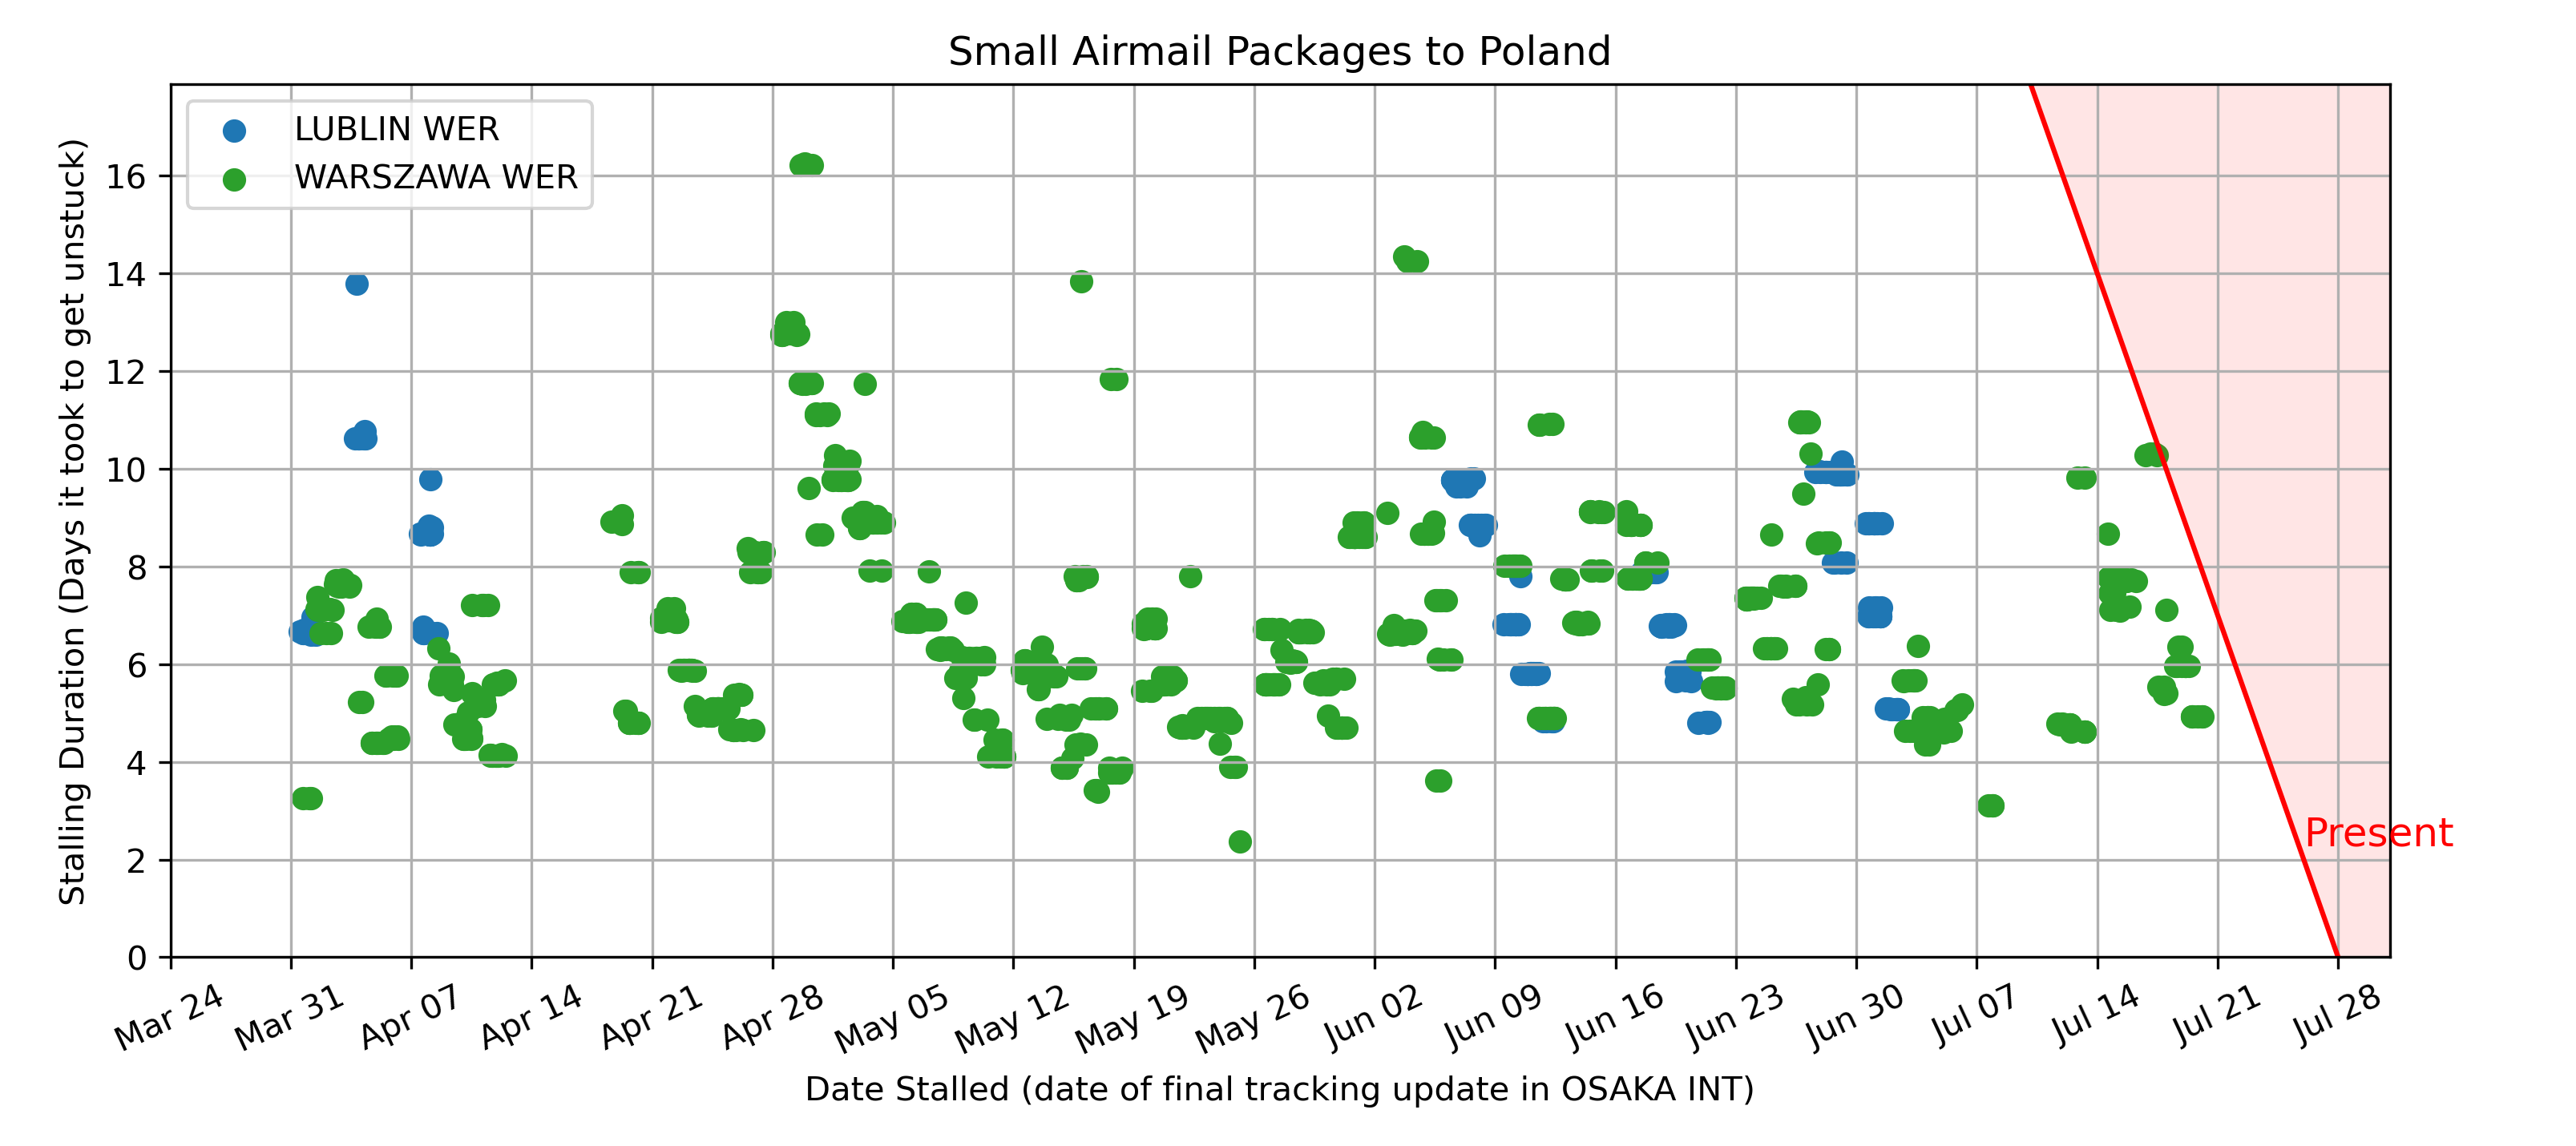 Small Airmail Packages to Poland
LUBLIN WER
WARSZAWA WER
Stalling Duration (Days it took to get unstuck)
16
14
12
10
8
6
4
2
0
Present
Mar 24 Mar 31 Apr 07 Apr 14 Apr 21 Apr 28 May 05 May 12 May 19 May 26 Jun 02 Jun 09 Jun 16 Jun 23 Jun 30 Jul 07 Jul 14 Jul 21 Jul 28
Date Stalled (date of final tracking update in OSAKA INT)